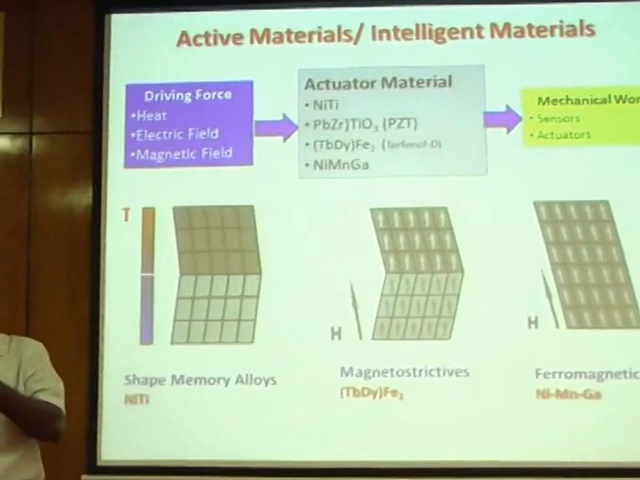 Active Materials/ Intelligent Materials
Driving Force
•Heat
•Electric Field
•Magnetic Field
Actuator Material
• NiTi
• PbZr)TiO3 (PZT)
• (TbDy)Fe2 (Terfenol-D)
• NiMnGa
Mechanical Wor
• Sensors
• Actuators
T
H
H
Shape Memory Alloys
NiTi
Magnetostrictives
(TbDy)Fe2
Ferromagnetic
Ni-Mn-Ga